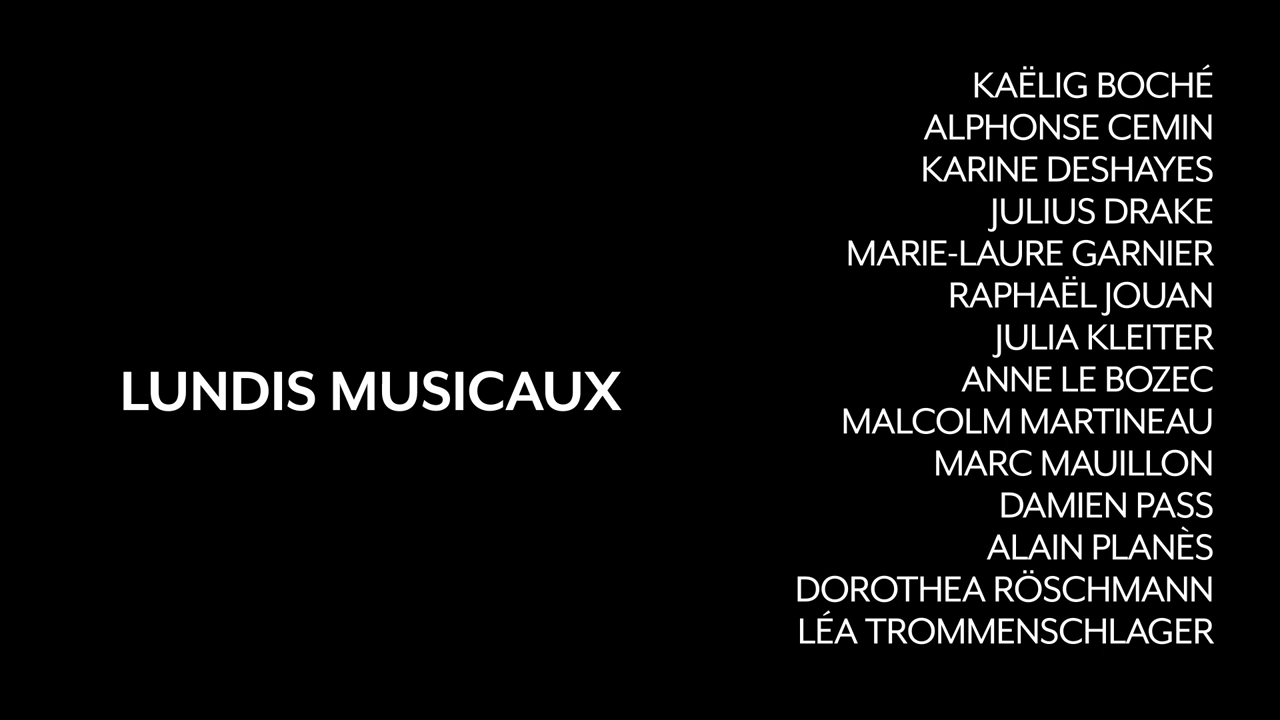 LUNDIS MUSICAUX
KAËLIG BOCHÉ
ALPHONSE CEMIN
KARINE DESHAYES
JULIUS DRAKE
MARIE-LAURE GARNIER
RAPHAËL JOUAN
JULIA KLEITER
ANNE LE BOZEC
MALCOLM MARTINEAU
MARC MAUILLON
DAMIEN PASS
ALAIN PLANÈS
DOROTHEA RÖSCHMANN
LÉA TROMMENSCHLAGER